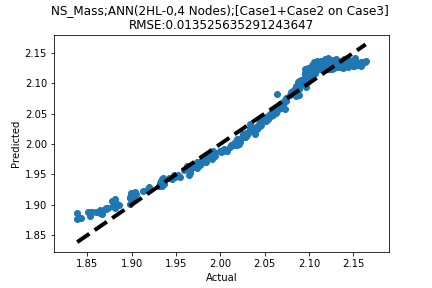 NS_Mass;ANN(2HL-0,4 Nodes);[Case1+Case2 on Case3]
RMSE:0.013525635291243647
2.15
2.10
2.05
2.00
1.95
1.90
1.85
Predicted
1.85 1.90 1.95 2.00 2.05 2.10 2.15
Actual